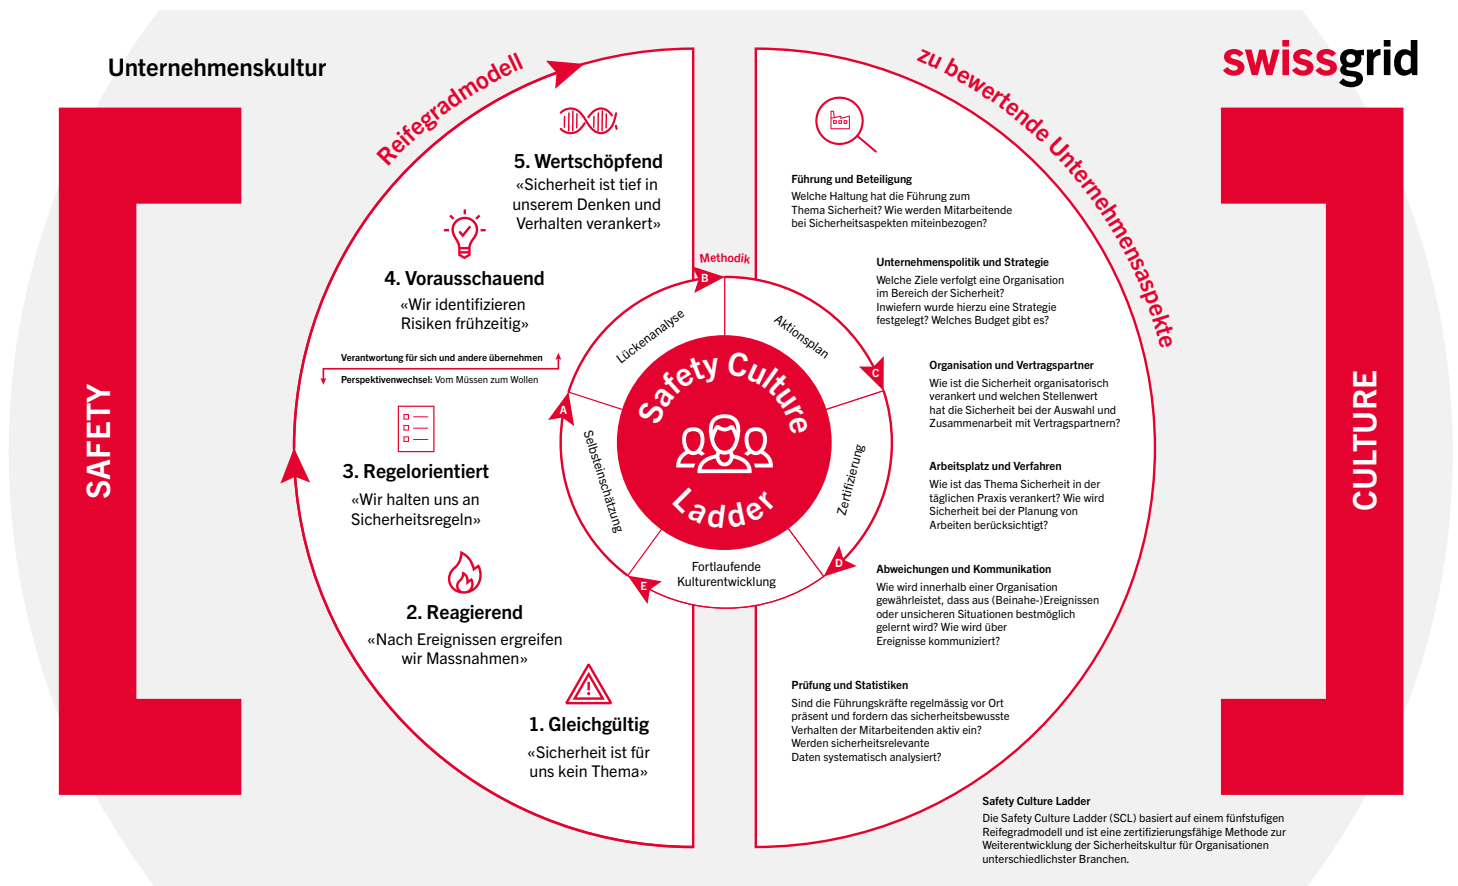 Unternehmenskultur
swissgrid
SAFETY
CULTURE
Reifegradmodell
5. Wertschöpfend
«Sicherheit ist tief in
unserem Denken und
Verhalten verankert»
4. Vorausschauend
«Wir identifizieren
Risiken frühzeitig»
Verantwortung für sich und andere übernehmen
Perspektivenwechsel: Vom Müssen zum Wollen
3. Regelorientiert
«Wir halten uns an
Sicherheitsregeln»
2. Reagierend
«Nach Ereignissen ergreifen
wir Massnahmen»
1. Gleichgültig
«Sicherheit ist für
uns kein Thema»
Methodik
A
Selbsteinschätzung
B
Lückenanalyse
C
Aktionsplan
D
Zertifizierung
E
Fortlaufende
Kulturentwicklung
Safety Culture
Ladder
zu bewertende Unternehmensaspekte
Führung und Beteiligung
Welche Haltung hat die Führung zum
Thema Sicherheit? Wie werden Mitarbeitende
bei Sicherheitsaspekten miteinbezogen?
Unternehmenspolitik und Strategie
Welche Ziele verfolgt eine Organisation
im Bereich der Sicherheit?
Inwiefern wurde hierzu eine Strategie
festgelegt? Welches Budget gibt es?
Organisation und Vertragspartner
Wie ist die Sicherheit organisatorisch
verankert und welchen Stellenwert
hat die Sicherheit bei der Auswahl und
Zusammenarbeit mit Vertragspartnern?
Arbeitsplatz und Verfahren
Wie ist das Thema Sicherheit in der
täglichen Praxis verankert? Wie wird
Sicherheit bei der Planung von
Arbeiten berücksichtigt?
Abweichungen und Kommunikation
Wie wird innerhalb einer Organisation
gewährleistet, dass aus (Beinahe-)Ereignissen
oder unsicheren Situationen bestmöglich
gelernt wird? Wie wird über
Ereignisse kommuniziert?
Prüfung und Statistiken
Sind die Führungskräfte regelmässig vor Ort
präsent und fordern das sicherheitsbewusste
Verhalten der Mitarbeitenden aktiv ein?
Werden sicherheitsrelevante
Daten systematisch analysiert?
Safety Culture Ladder
Die Safety Culture Ladder (SCL) basiert auf einem fünfstufigen
Reifegradmodell und ist eine zertifizierungsfähige Methode zur
Weiterentwicklung der Sicherheitskultur für Organisationen
unterschiedlichster Branchen.